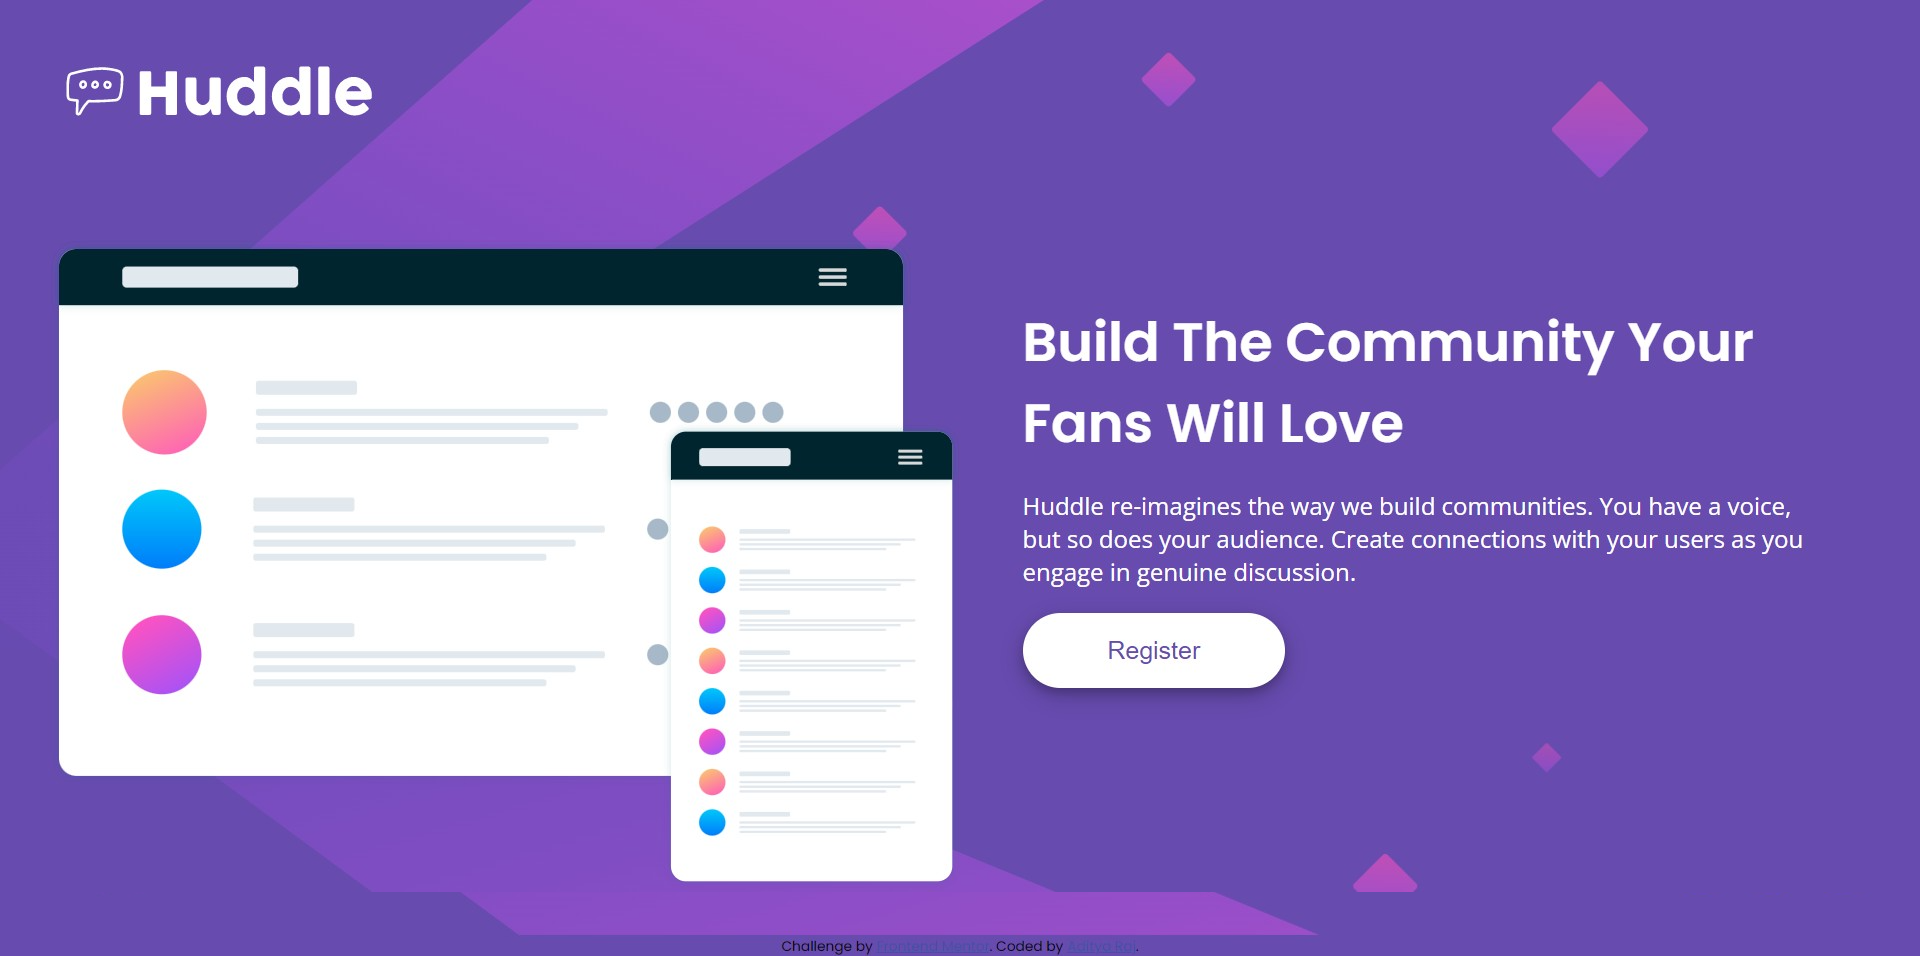 Huddle
Build The Community Your
Fans Will Love
Huddle re-imagines the way we build communities. You have a voice,
but so does your audience. Create connections with your users as you
engage in genuine discussion.
Register
Challenge by Frontend Mentor. Coded by Aditya Raj.